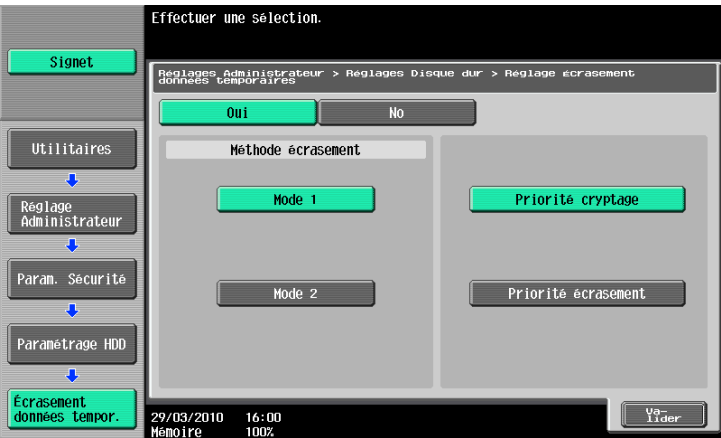 Effectuer une sélection.
Signet
Réglages Administrateur > Réglages Disque dur > Réglage écrasement
données temporaires
Oui
No
Utilitaires
Méthode écrasement
Mode 1
Priorité cryptage
Réglage
Administrateur
Param. Sécurité
Mode 2
Priorité écrasement
Paramétrage HDD
Écrasement
données tempor.
29/03/2010 16:00
Mémoire 100%
Va-
lider